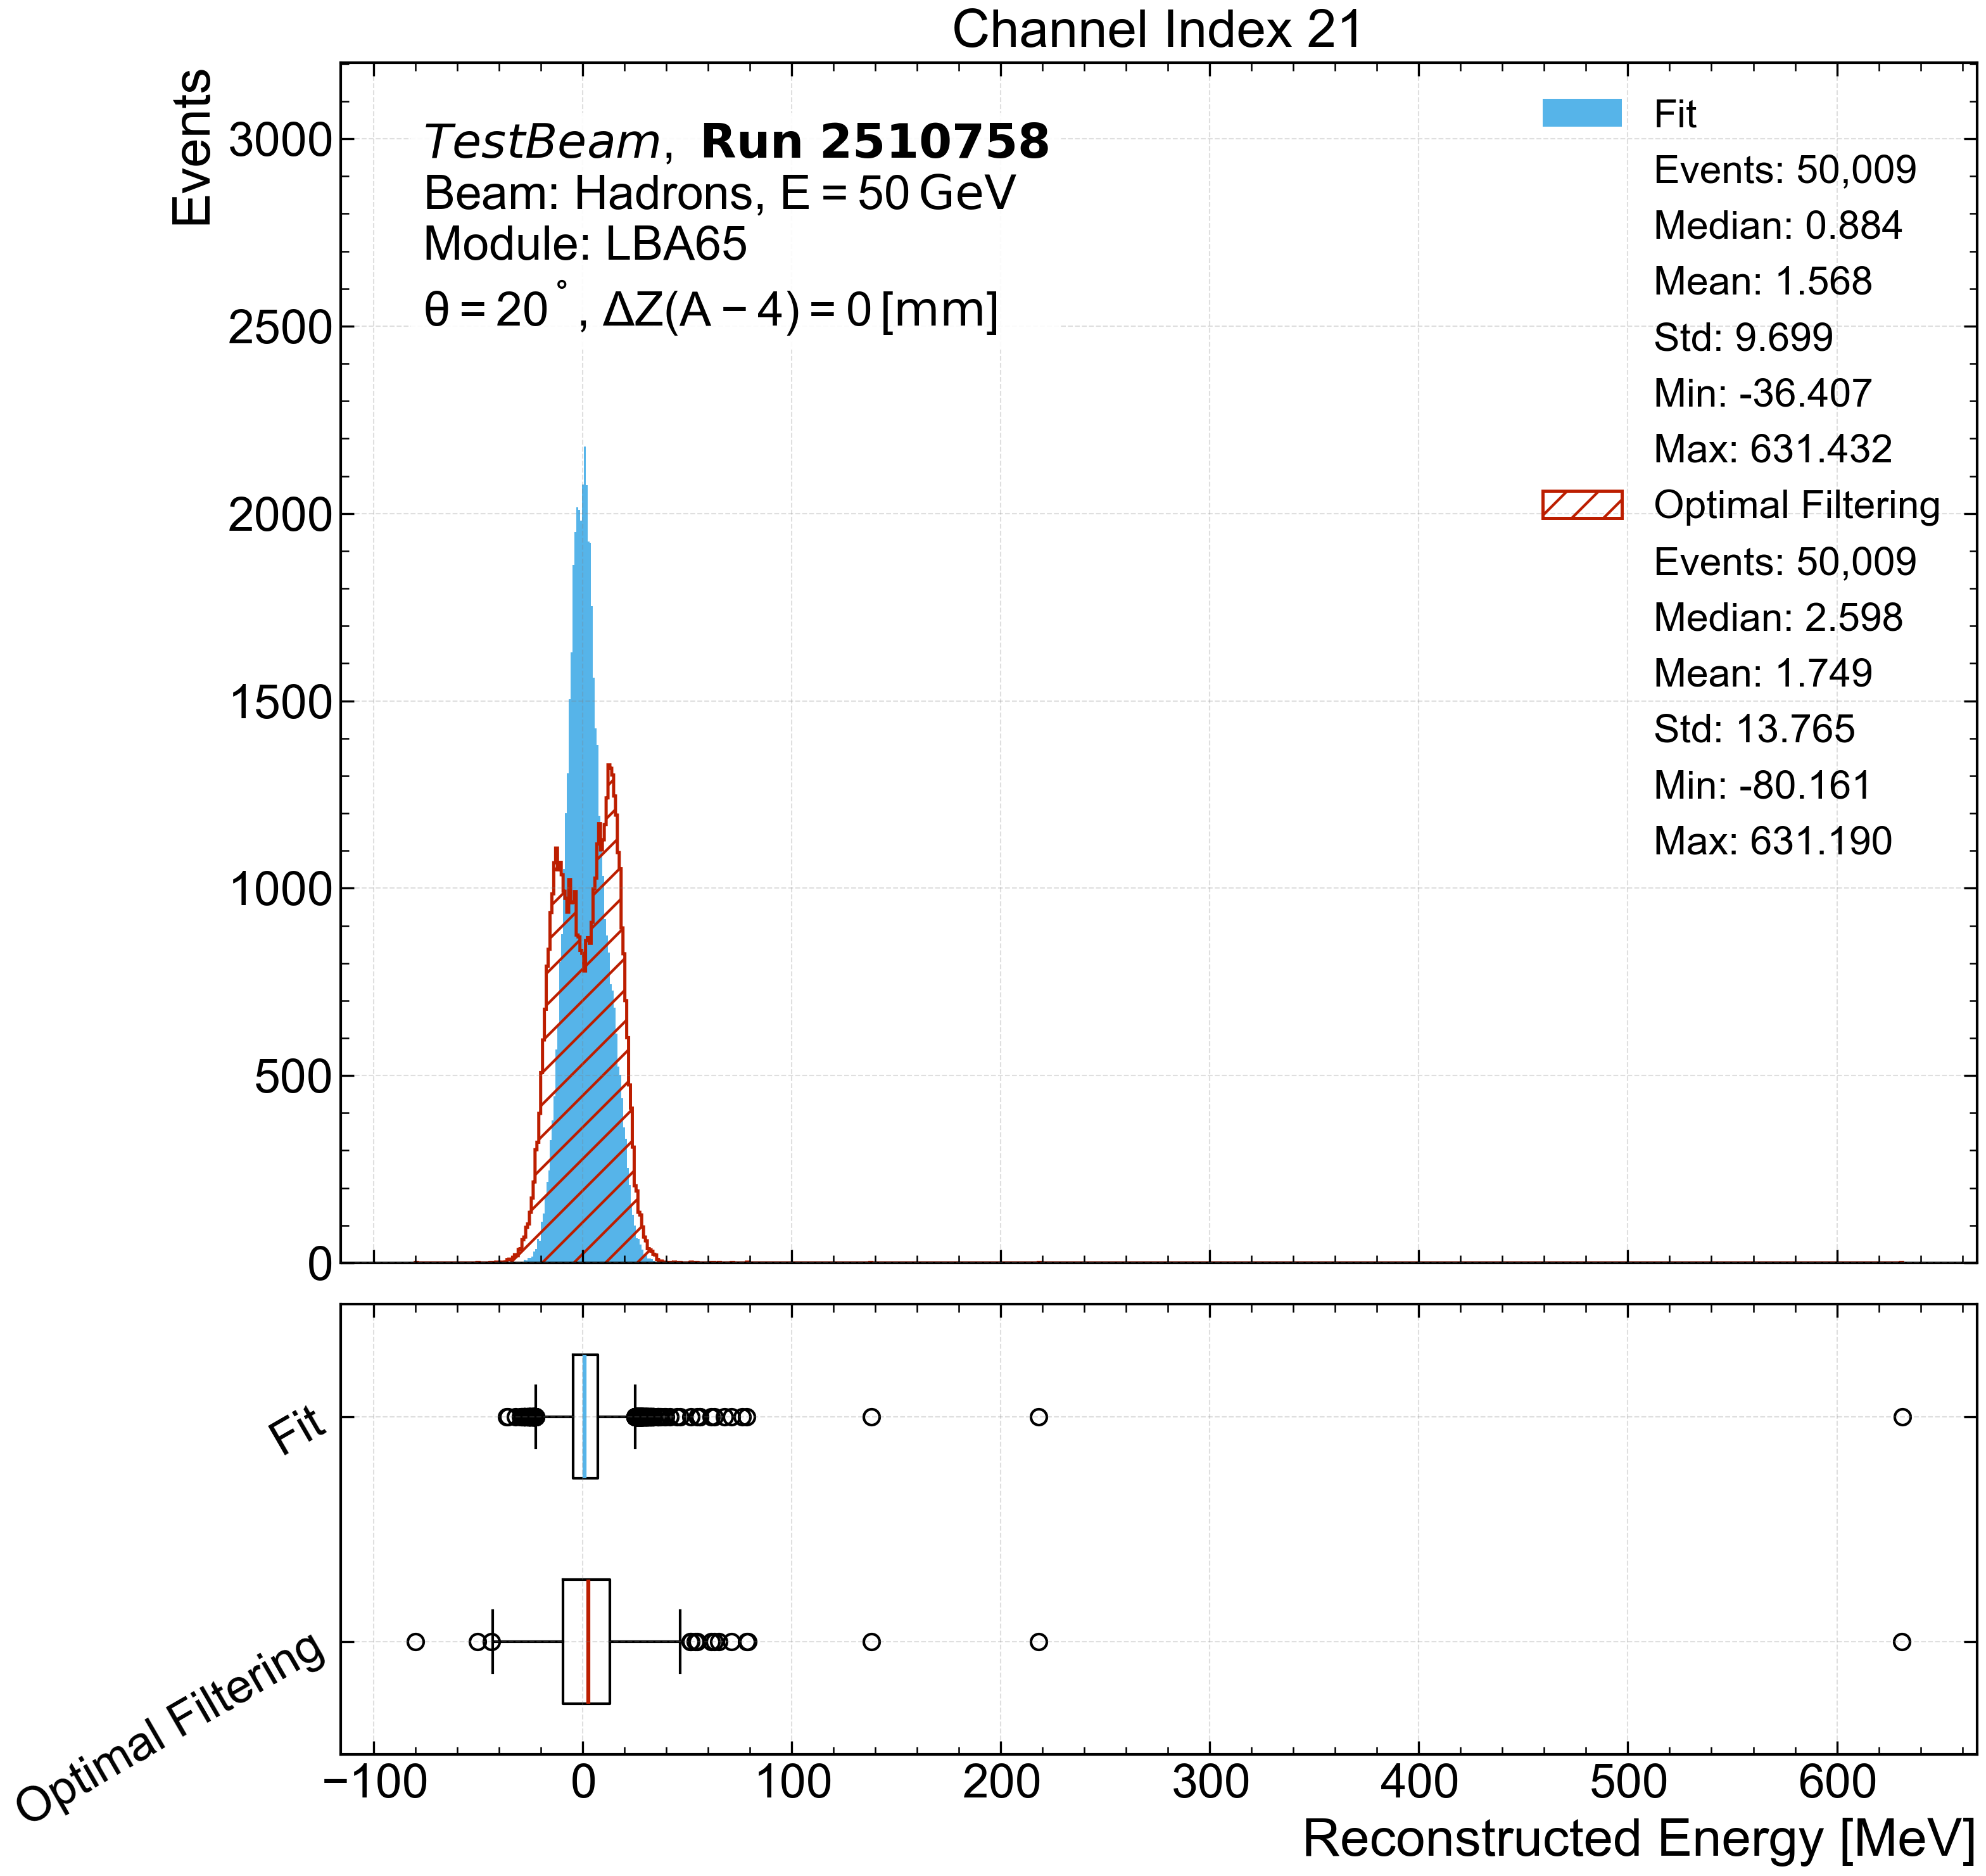 Channel Index 21
Events
3000
2500
2000
1500
1000
500
0
TestBeam, Run 2510758
Beam: Hadrons, E = 50 GeV
Module: LBA65
θ = 20°, ΔZ(A − 4) = 0 [mm]
Fit
Events: 50,009
Median: 0.884
Mean: 1.568
Std: 9.699
Min: -36.407
Max: 631.432
Optimal Filtering
Events: 50,009
Median: 2.598
Mean: 1.749
Std: 13.765
Min: -80.161
Max: 631.190
Fit
Optimal Filtering
−100 0 100 200 300 400 500 600
Reconstructed Energy [MeV]